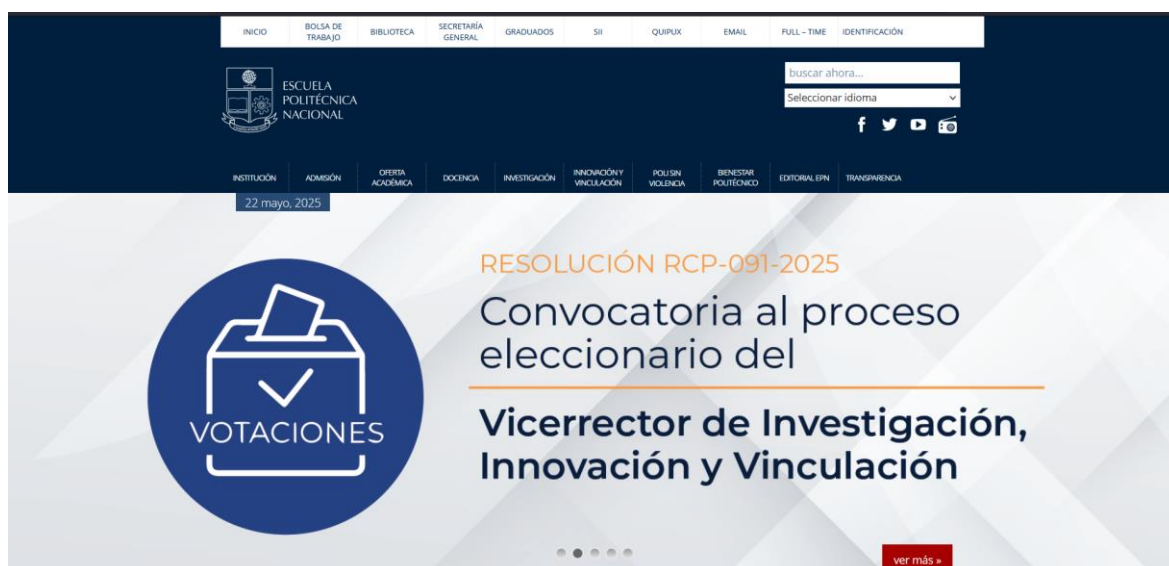 INICIO
BOLSA DE
TRABAJO
BIBLIOTECA
SECRETARÍA
GENERAL
GRADUADOS
SII
QUIPUX
EMAIL
FULL – TIME
IDENTIFICACIÓN
ESCUELA
POLITÉCNICA
NACIONAL
buscar ahora...
Seleccionar idioma
INSTITUCIÓN
ADMISIÓN
OFERTA
ACADÉMICA
DOCENCIA
INVESTIGACIÓN
INNOVACIÓN Y
VINCULACIÓN
POLI SIN
VIOLENCIA
BIENESTAR
POLITÉCNICO
EDITORIAL EPN
TRANSPARENCIA
22 mayo, 2025
RESOLUCIÓN RCP-091-2025
Convocatoria al proceso
eleccionario del
Vicerrector de Investigación,
Innovación y Vinculación
VOTACIONES
ver más »